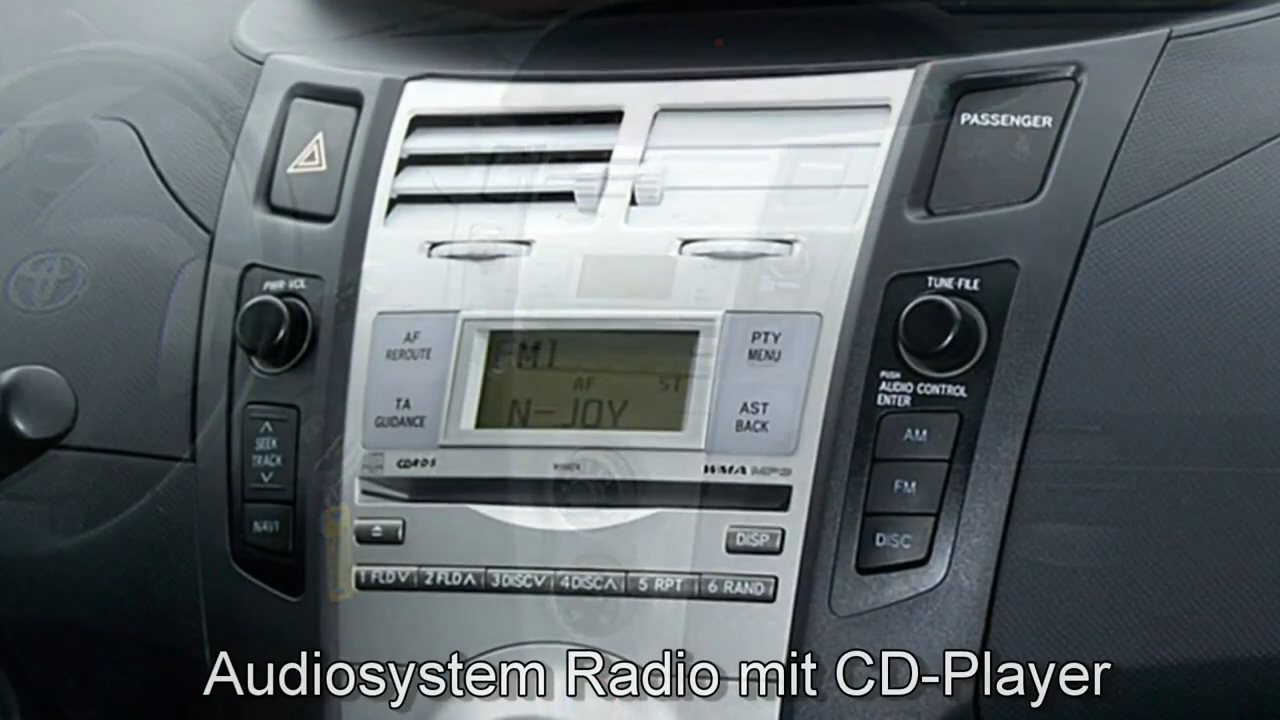 PASSENGER
PWR·VOL
TUNE·FILE
AF
REROUTE
PTY
MENU
FM1
AF ST
N-JOY
TA
GUIDANCE
AST
BACK
PUSH
AUDIO CONTROL
ENTER
SEEK
TRACK
AM
FM
DISC
NAVI
WMA MP3
DISP
1 FLD∨ 2 FLD∧ 3 DISC∨ 4 DISC∧ 5 RPT 6 RAND
Audiosystem Radio mit CD-Player